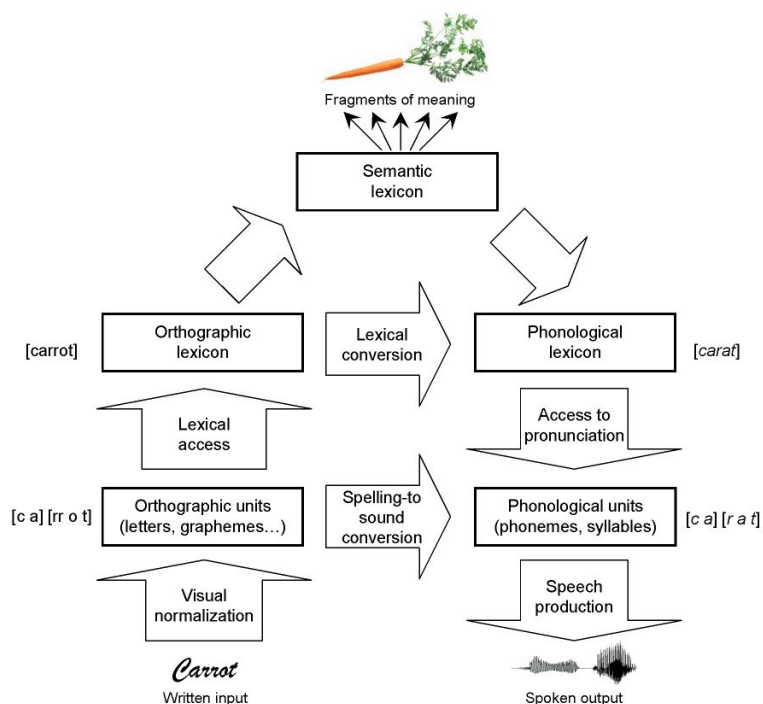 Fragments of meaning
Semantic
lexicon
[carrot]
Orthographic
lexicon
Lexical
conversion
Phonological
lexicon
[carat]
Lexical
access
Access to
pronunciation
[c a] [rr o t]
Orthographic units
(letters, graphemes…)
Spelling-to
sound
conversion
Phonological units
(phonemes, syllables)
[c a] [r a t]
Visual
normalization
Speech
production
Carrot
Written input
Spoken output